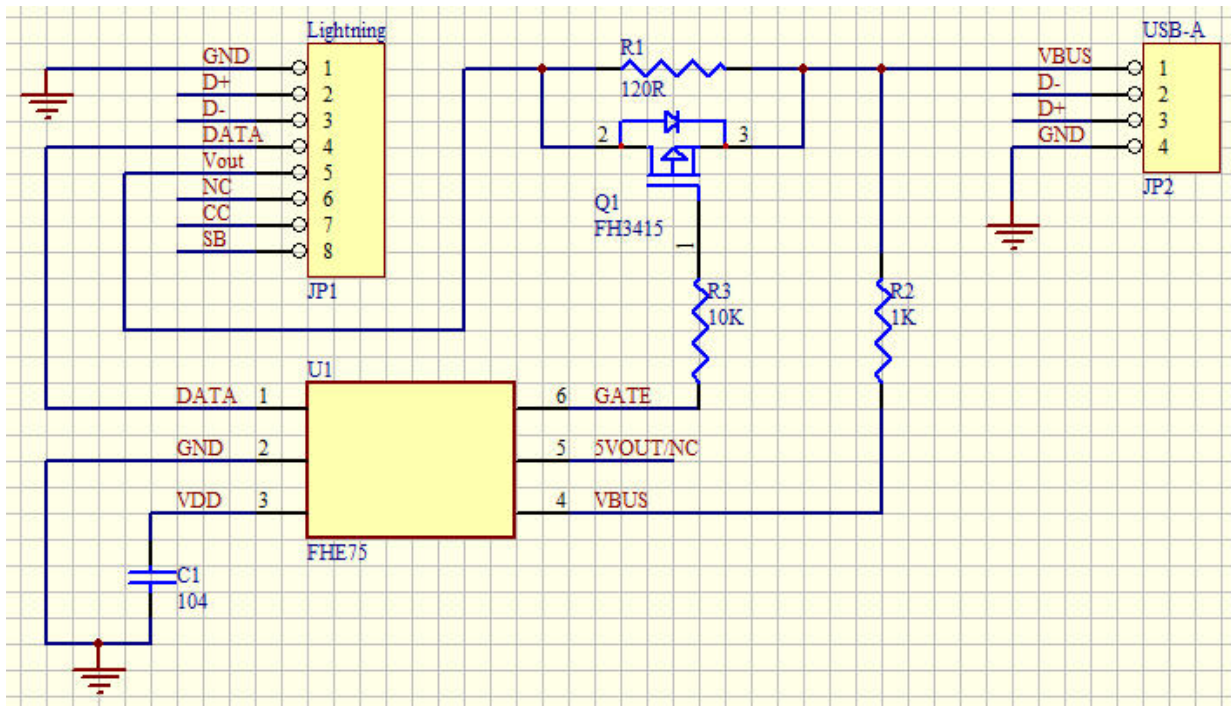 Lightning
GND 1
D+ 2
D- 3
DATA 4
Vout 5
NC 6
CC 7
SB 8
JP1
R1
120R
2 3
Q1
FH3415
1
R3
10K
R2
1K
USB-A
VBUS 1
D- 2
D+ 3
GND 4
JP2
U1
DATA 1
GND 2
VDD 3
6 GATE
5 5VOUT/NC
4 VBUS
FHE75
C1
104